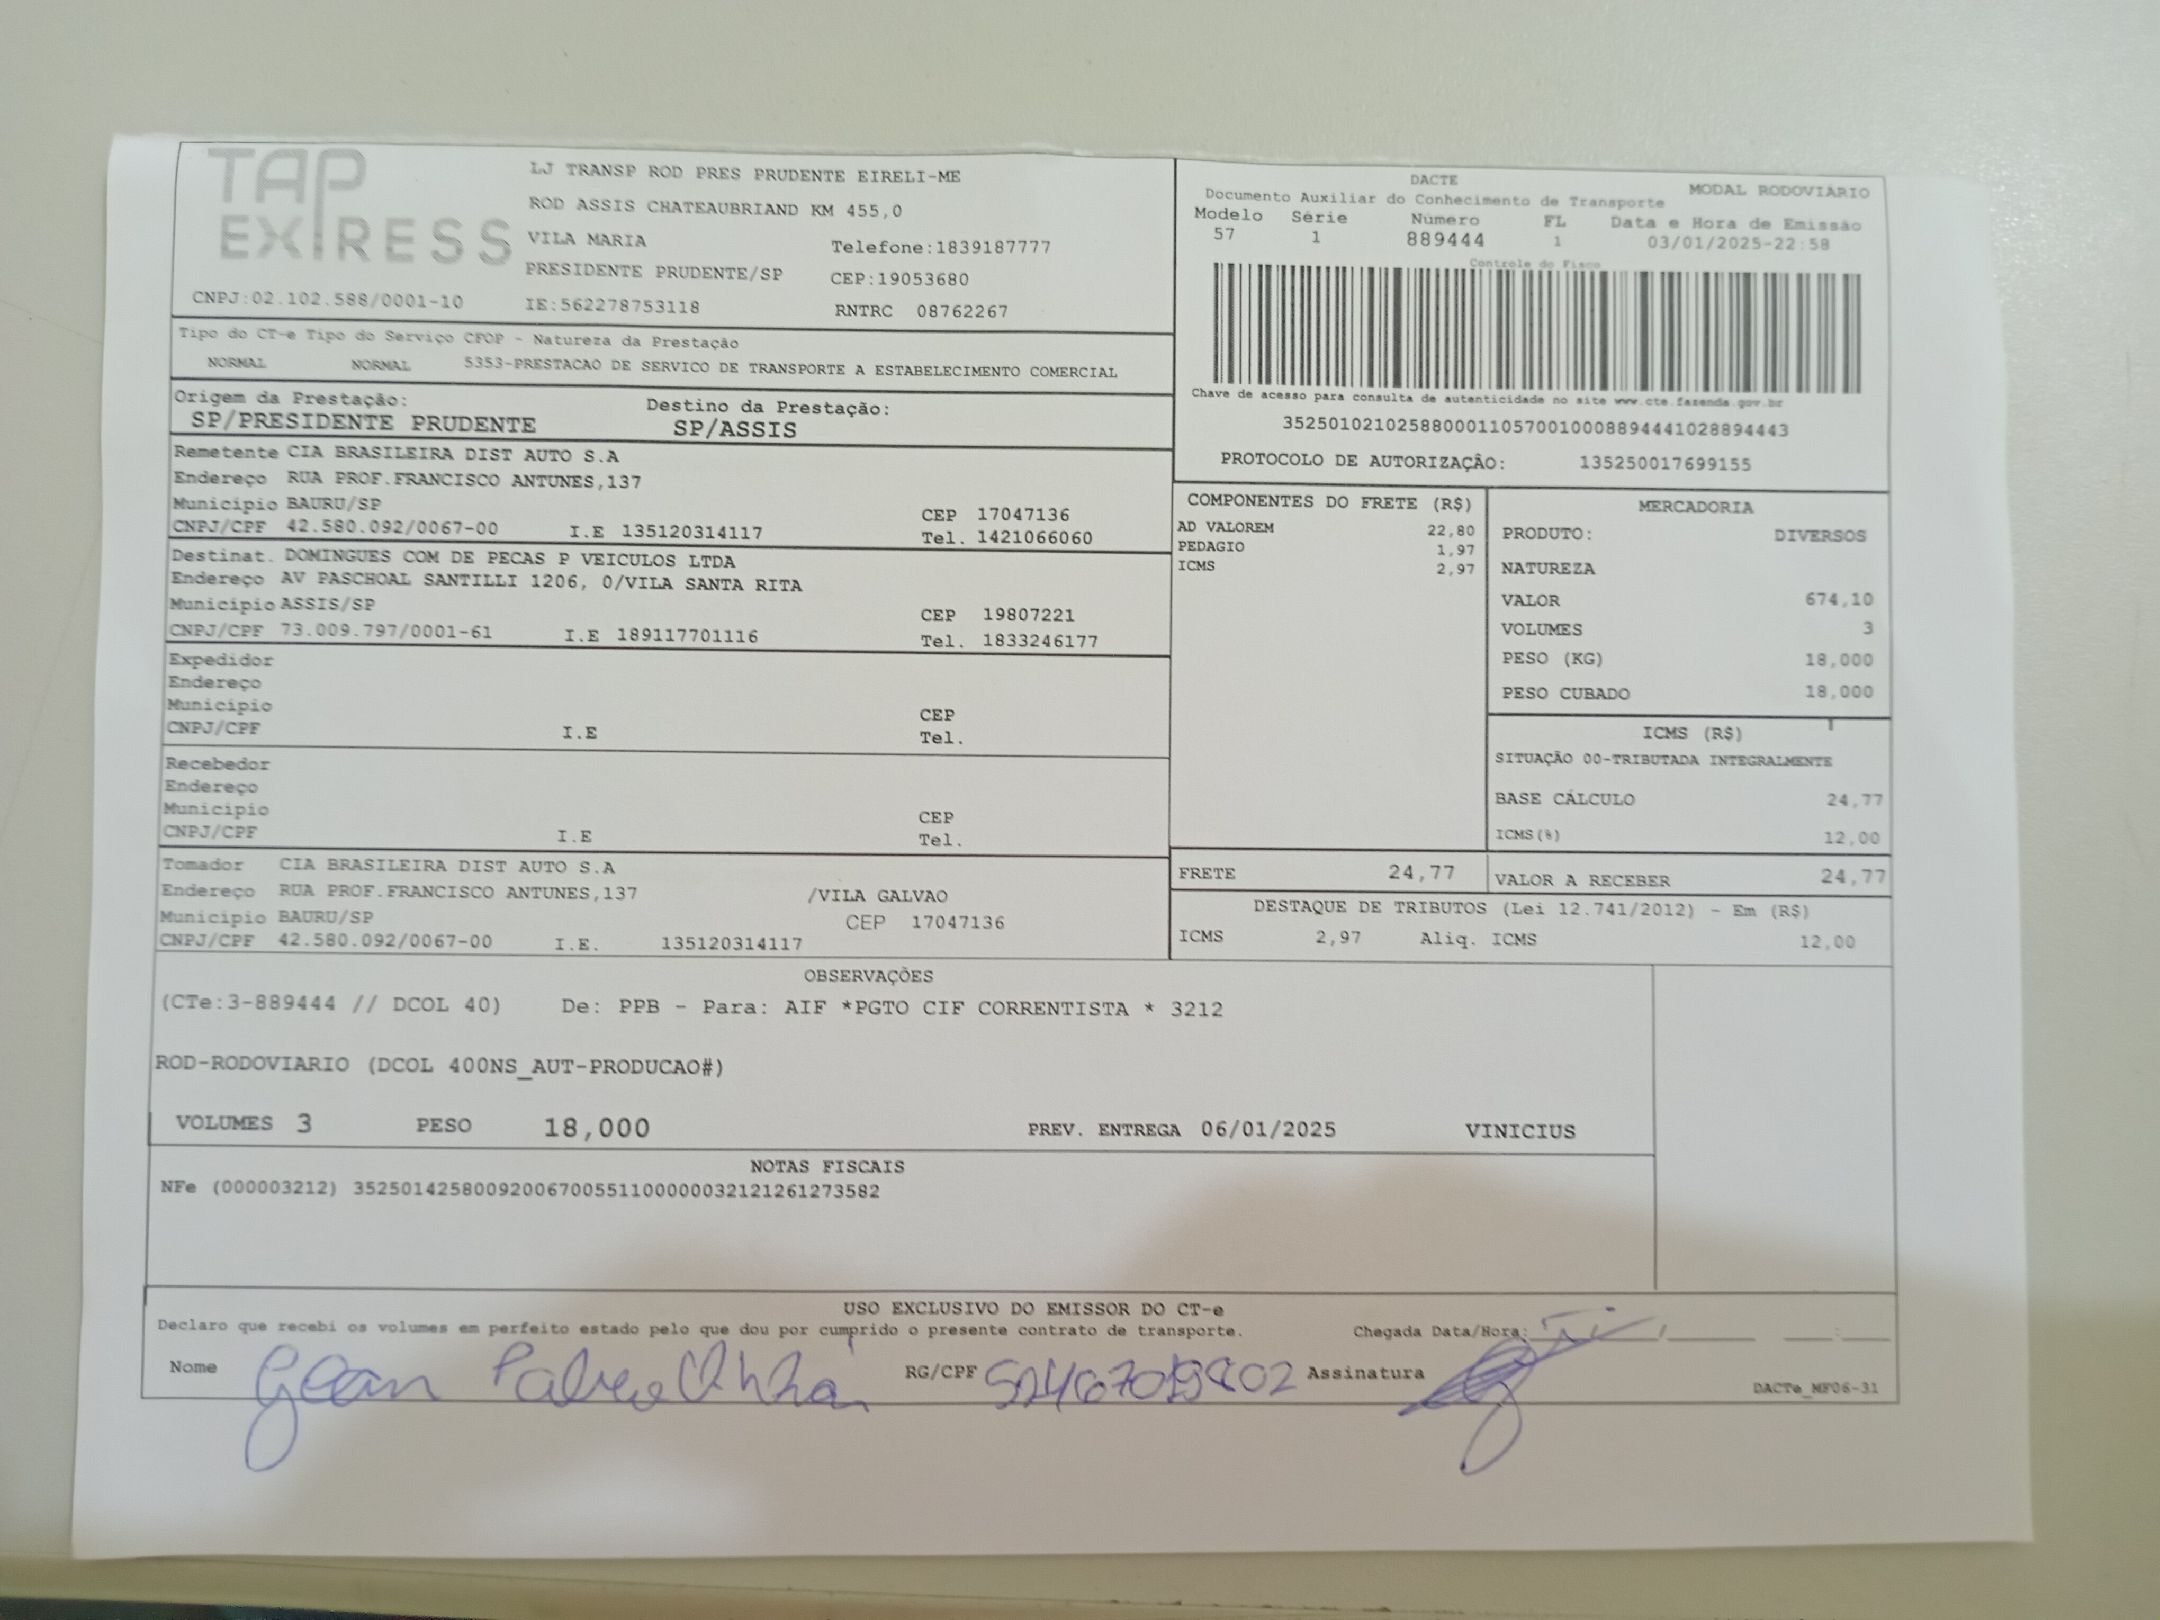 TAP
EXPRESS
LJ TRANSP ROD PRES PRUDENTE EIRELI-ME
ROD ASSIS CHATEAUBRIAND KM 455,0
VILA MARIA Telefone:1839187777
PRESIDENTE PRUDENTE/SP CEP:19053680
CNPJ:02.102.588/0001-10 IE:562278753118 RNTRC 08762267
DACTE MODAL RODOVIÁRIO
Documento Auxiliar do Conhecimento de Transporte
Modelo Série Número FL Data e Hora de Emissão
57 1 889444 1 03/01/2025-22:58
Controle do Fisco
Chave de acesso para consulta de autenticidade no site www.cte.fazenda.gov.br
35250102102588000110570010008894441028894443
PROTOCOLO DE AUTORIZAÇÃO: 135250017699155
Tipo do CT-e Tipo do Serviço CFOP - Natureza da Prestação
NORMAL NORMAL 5353-PRESTACAO DE SERVICO DE TRANSPORTE A ESTABELECIMENTO COMERCIAL
Origem da Prestação: Destino da Prestação:
SP/PRESIDENTE PRUDENTE SP/ASSIS
Remetente CIA BRASILEIRA DIST AUTO S.A
Endereço RUA PROF.FRANCISCO ANTUNES,137
Município BAURU/SP CEP 17047136
CNPJ/CPF 42.580.092/0067-00 I.E 135120314117 Tel. 1421066060
Destinat. DOMINGUES COM DE PECAS P VEICULOS LTDA
Endereço AV PASCHOAL SANTILLI 1206, 0/VILA SANTA RITA
Município ASSIS/SP CEP 19807221
CNPJ/CPF 73.009.797/0001-61 I.E 189117701116 Tel. 1833246177
Expedidor
Endereço
Município CEP
CNPJ/CPF I.E Tel.
Recebedor
Endereço
Município CEP
CNPJ/CPF I.E Tel.
Tomador CIA BRASILEIRA DIST AUTO S.A
Endereço RUA PROF.FRANCISCO ANTUNES,137 /VILA GALVAO
Município BAURU/SP CEP 17047136
CNPJ/CPF 42.580.092/0067-00 I.E. 135120314117
COMPONENTES DO FRETE (R$)
AD VALOREM 22,80
PEDAGIO 1,97
ICMS 2,97
MERCADORIA
PRODUTO: DIVERSOS
NATUREZA
VALOR 674,10
VOLUMES 3
PESO (KG) 18,000
PESO CUBADO 18,000
ICMS (R$)
SITUAÇÃO 00-TRIBUTADA INTEGRALMENTE
BASE CÁLCULO 24,77
ICMS(%) 12,00
FRETE 24,77 VALOR A RECEBER 24,77
DESTAQUE DE TRIBUTOS (Lei 12.741/2012) - Em (R$)
ICMS 2,97 Aliq. ICMS 12,00
OBSERVAÇÕES
(CTe:3-889444 // DCOL 40) De: PPB - Para: AIF *PGTO CIF CORRENTISTA * 3212
ROD-RODOVIARIO (DCOL 400NS_AUT-PRODUCAO#)
VOLUMES 3 PESO 18,000 PREV. ENTREGA 06/01/2025 VINICIUS
NOTAS FISCAIS
NFe (000003212) 35250142580092006700551100000032121261273582
USO EXCLUSIVO DO EMISSOR DO CT-e
Declaro que recebi os volumes em perfeito estado pelo que dou por cumprido o presente contrato de transporte. Chegada Data/Hora:
Nome Gean RG/CPF Assinatura
DACTe_MF06-31